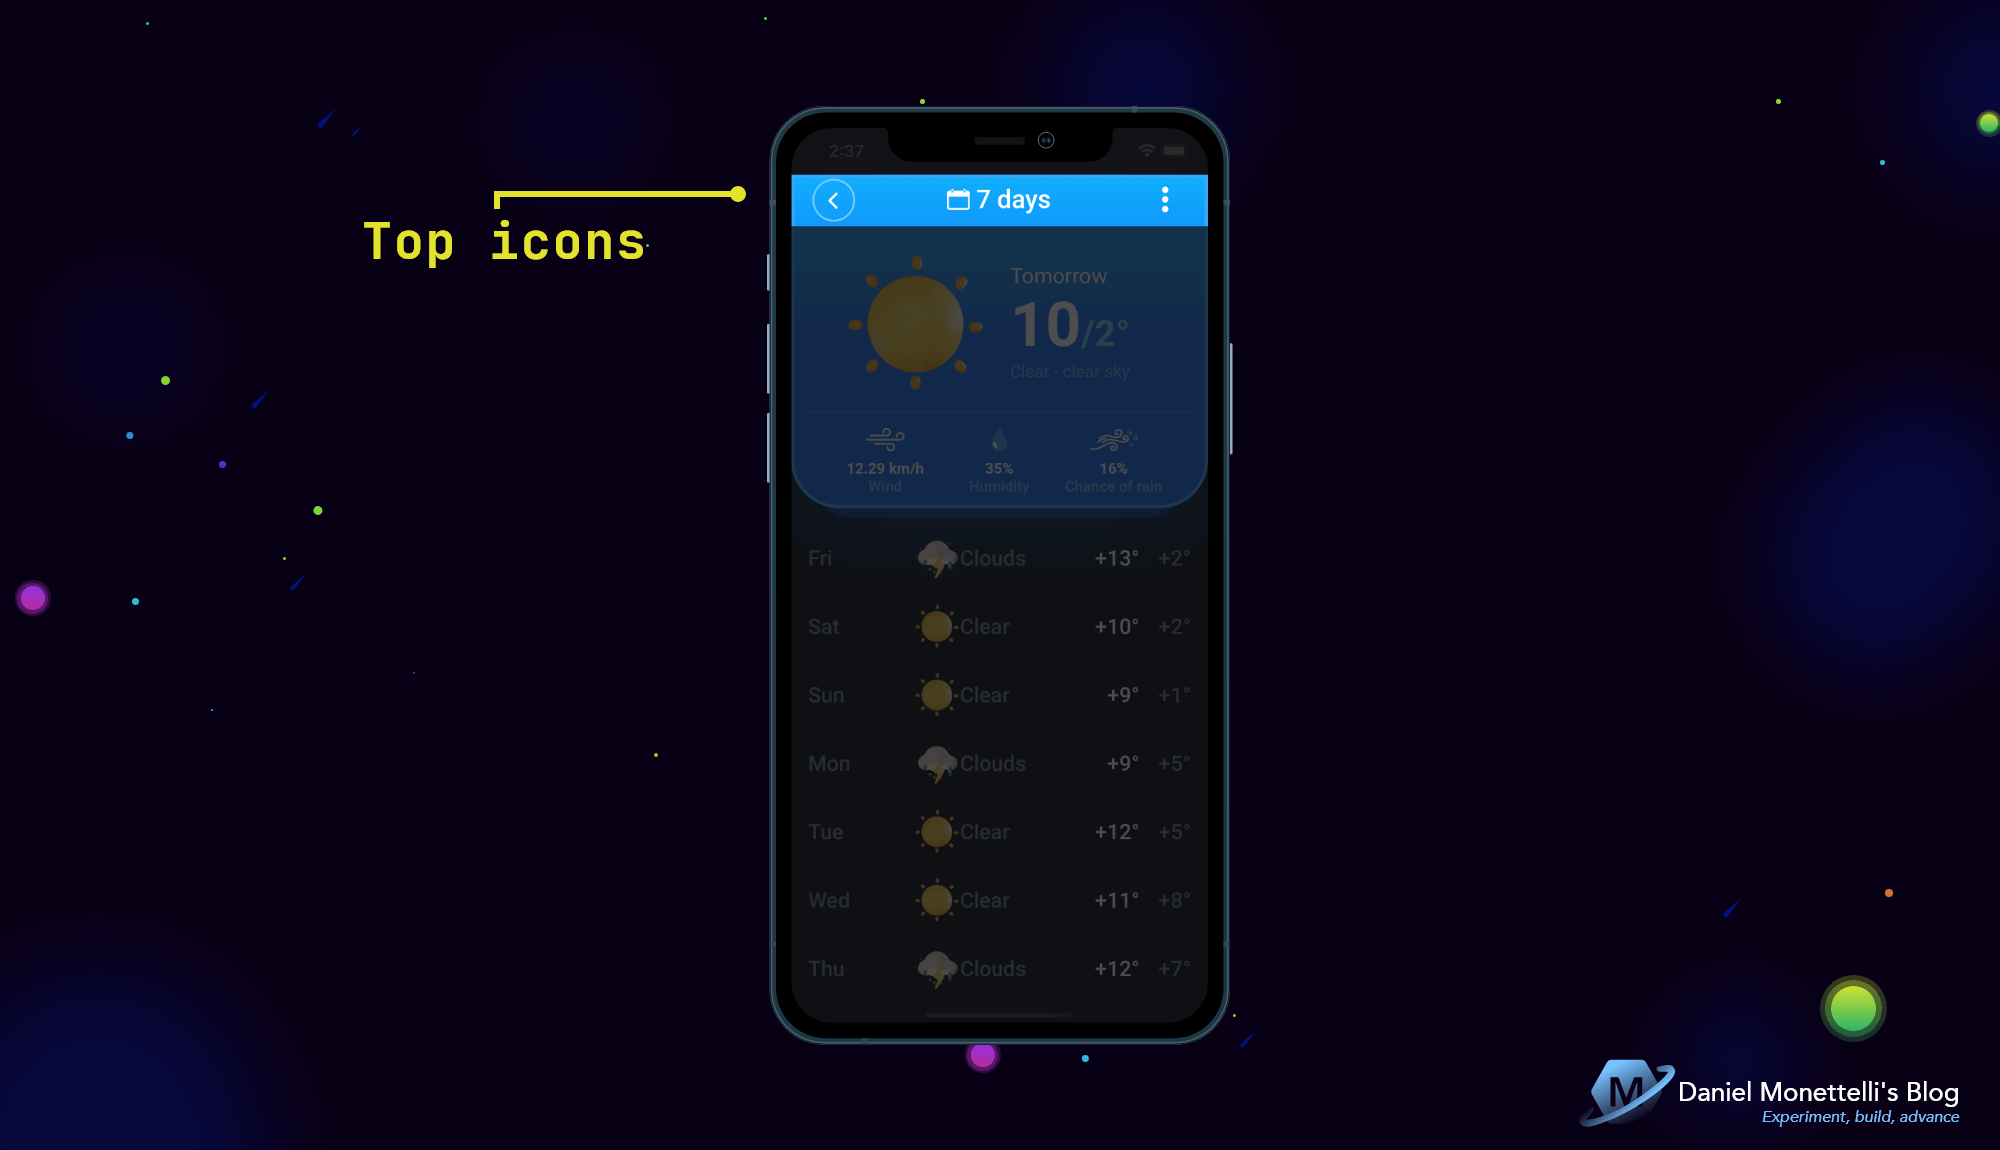 2:37
7 days
Top icons
Tomorrow
10/2°
Clear - clear sky
12.29 km/h 35% 16%
Wind Humidity Chance of rain
Fri Clouds +13° +2°
Sat Clear +10° +2°
Sun Clear +9° +1°
Mon Clouds +9° +5°
Tue Clear +12° +5°
Wed Clear +11° +8°
Thu Clouds +12° +7°
M Daniel Monettelli's Blog
Experiment, build, advance